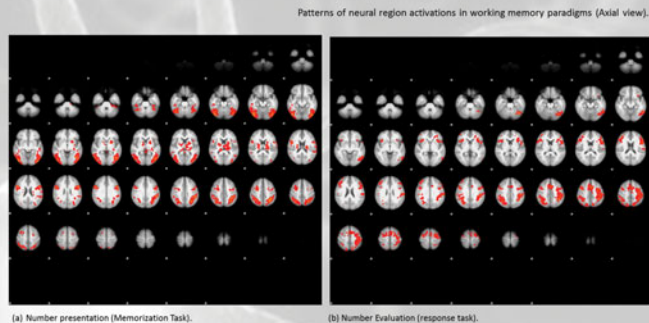 Patterns of neural region activations in working memory paradigms (Axial view).
(a) Number presentation (Memorization Task).
(b) Number Evaluation (response task).